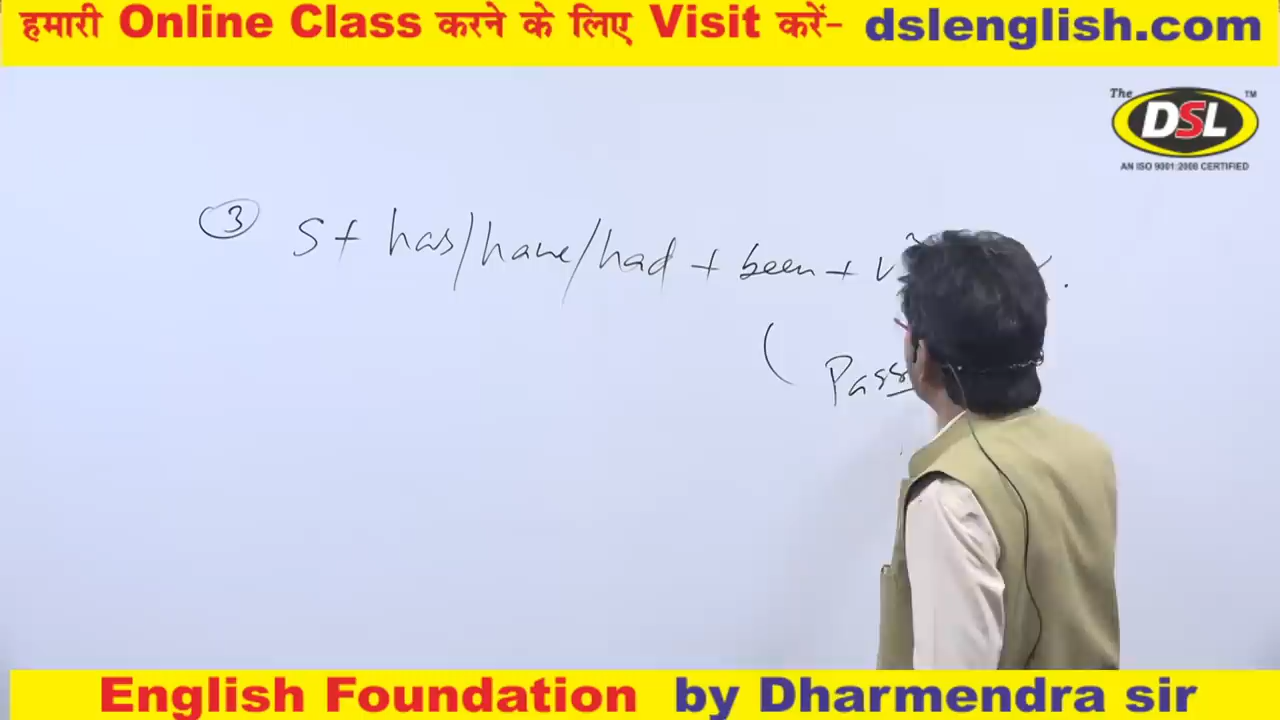 हमारी Online Class करने के लिए Visit करें- dslenglish.com
The DSL TM
AN ISO 9001:2008 CERTIFIED
③ S + has/have/had + been +
(
English Foundation by Dharmendra sir